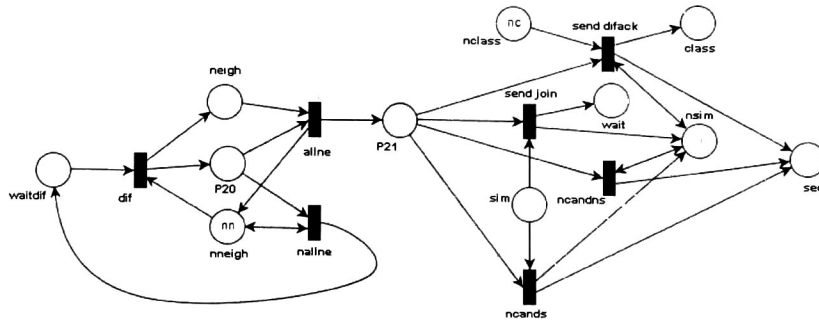 nc
nclass
send difack
class
neigh
send join
wait
nsim
allne
P21
waitdif
dif
P20
sim
ncandns
sec
nn
nneigh
nallne
ncands